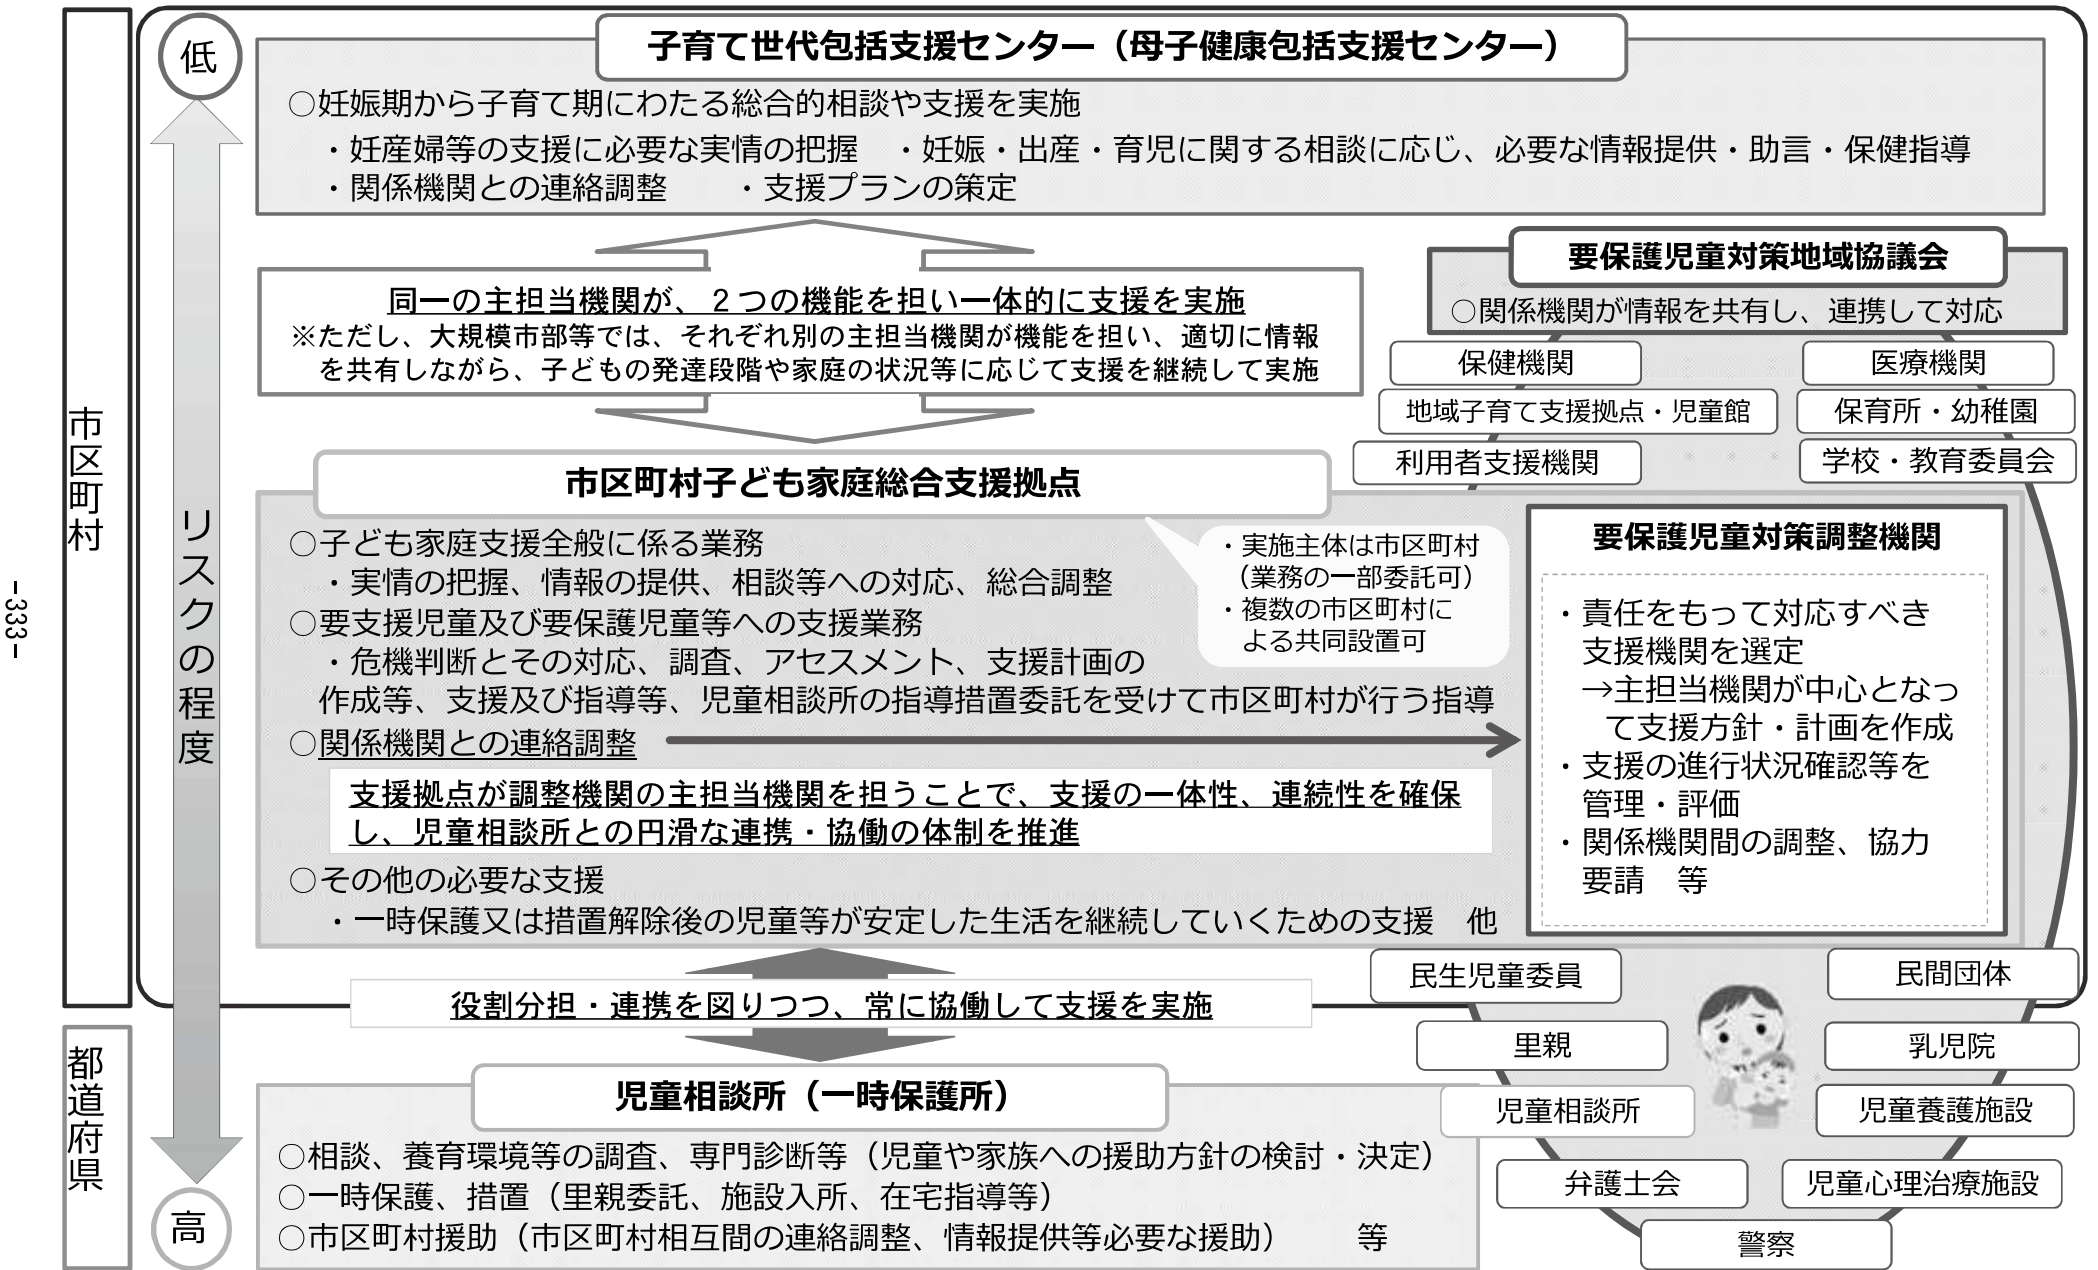 低
子育て世代包括支援センター（母子健康包括支援センター）
○妊娠期から子育て期にわたる総合的相談や支援を実施
・妊産婦等の支援に必要な実情の把握　・妊娠・出産・育児に関する相談に応じ、必要な情報提供・助言・保健指導
・関係機関との連絡調整　　・支援プランの策定
同一の主担当機関が、２つの機能を担い一体的に支援を実施
※ただし、大規模市部等では、それぞれ別の主担当機関が機能を担い、適切に情報
を共有しながら、子どもの発達段階や家庭の状況等に応じて支援を継続して実施
要保護児童対策地域協議会
○関係機関が情報を共有し、連携して対応
保健機関
医療機関
地域子育て支援拠点・児童館
保育所・幼稚園
利用者支援機関
学校・教育委員会
市区町村
リスクの程度
-333-
市区町村子ども家庭総合支援拠点
○子ども家庭支援全般に係る業務
・実情の把握、情報の提供、相談等への対応、総合調整
○要支援児童及び要保護児童等への支援業務
・危機判断とその対応、調査、アセスメント、支援計画の
作成等、支援及び指導等、児童相談所の指導措置委託を受けて市区町村が行う指導
○関係機関との連絡調整
支援拠点が調整機関の主担当機関を担うことで、支援の一体性、連続性を確保
し、児童相談所との円滑な連携・協働の体制を推進
○その他の必要な支援
・一時保護又は措置解除後の児童等が安定した生活を継続していくための支援　他
・実施主体は市区町村
（業務の一部委託可）
・複数の市区町村に
よる共同設置可
要保護児童対策調整機関
・責任をもって対応すべき
支援機関を選定
→主担当機関が中心となっ
て支援方針・計画を作成
・支援の進行状況確認等を
管理・評価
・関係機関間の調整、協力
要請　等
役割分担・連携を図りつつ、常に協働して支援を実施
民生児童委員
民間団体
里親
乳児院
児童相談所
児童養護施設
弁護士会
児童心理治療施設
警察
都道府県
児童相談所（一時保護所）
○相談、養育環境等の調査、専門診断等（児童や家族への援助方針の検討・決定）
○一時保護、措置（里親委託、施設入所、在宅指導等）
○市区町村援助（市区町村相互間の連絡調整、情報提供等必要な援助）　　等
高